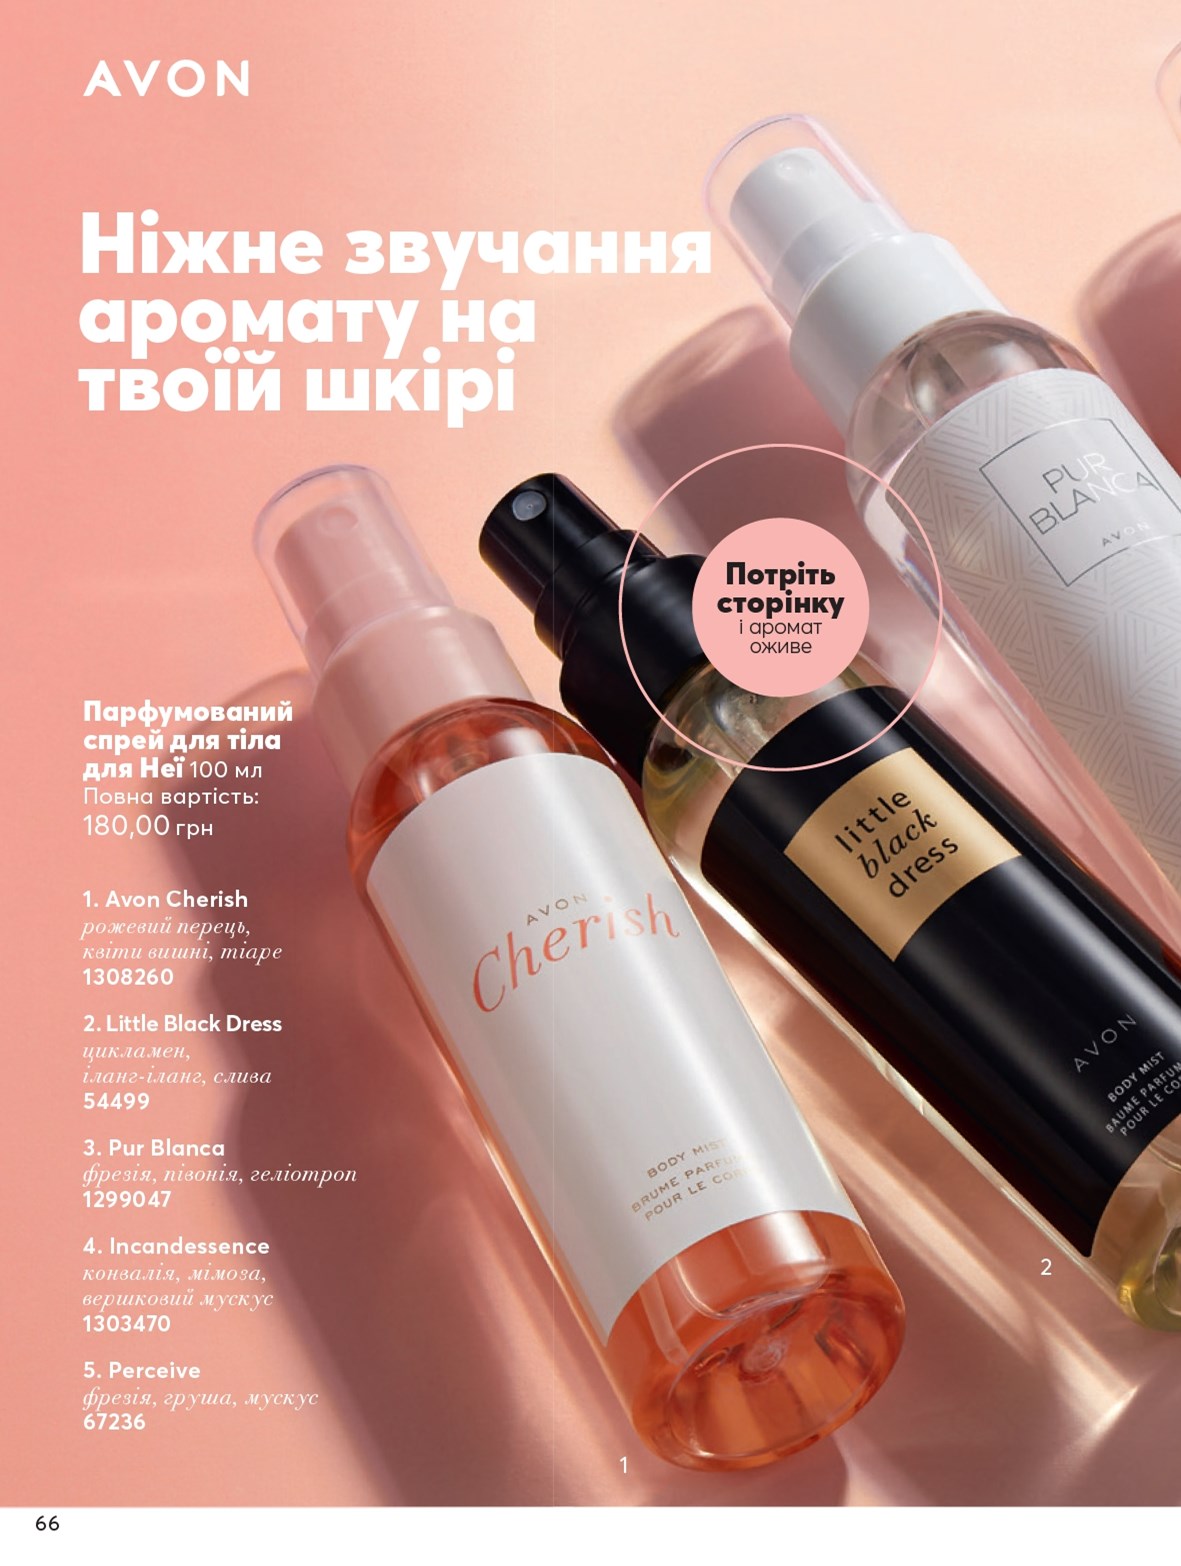 AVON
Ніжне звучання
аромату на
твоїй шкірі
PUR
BLANCA
AVON
Потріть
сторінку
і аромат
оживе
Парфумований
спрей для тіла
для Неї 100 мл
Повна вартість:
180,00 грн
little
black
dress
AVON
BODY MIST
BAUME PARFUM
POUR LE
AVON
Cherish
BODY MIST
BRUME PARFU
POUR LE CO
1. Avon Cherish
рожевий перець,
квіти вишні, тіаре
1308260
2. Little Black Dress
цикламен,
іланг-іланг, слива
54499
3. Pur Blanca
фрезія, півонія, геліотроп
1299047
4. Incandessence
конвалія, мімоза,
вершковий мускус
1303470
5. Perceive
фрезія, груша, мускус
67236
2
1
66